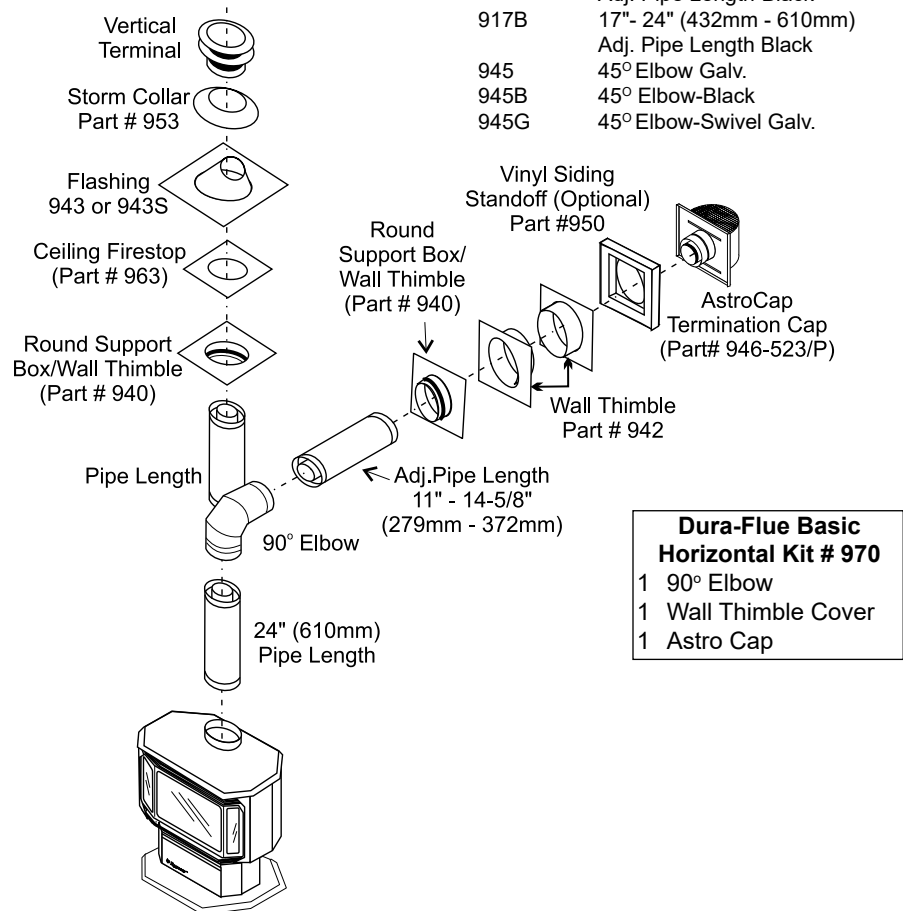 Adj. Pipe Length Black
917B 17"- 24" (432mm - 610mm)
Adj. Pipe Length Black
945 45° Elbow Galv.
945B 45° Elbow-Black
945G 45° Elbow-Swivel Galv.
Vertical
Terminal
Storm Collar
Part # 953
Flashing
943 or 943S
Ceiling Firestop
(Part # 963)
Round Support
Box/Wall Thimble
(Part # 940)
Pipe Length
90° Elbow
24" (610mm)
Pipe Length
Adj.Pipe Length
11" - 14-5/8"
(279mm - 372mm)
Round
Support Box/
Wall Thimble
(Part # 940)
Wall Thimble
Part # 942
Vinyl Siding
Standoff (Optional)
Part #950
AstroCap
Termination Cap
(Part# 946-523/P)
Dura-Flue Basic
Horizontal Kit # 970
1 90° Elbow
1 Wall Thimble Cover
1 Astro Cap